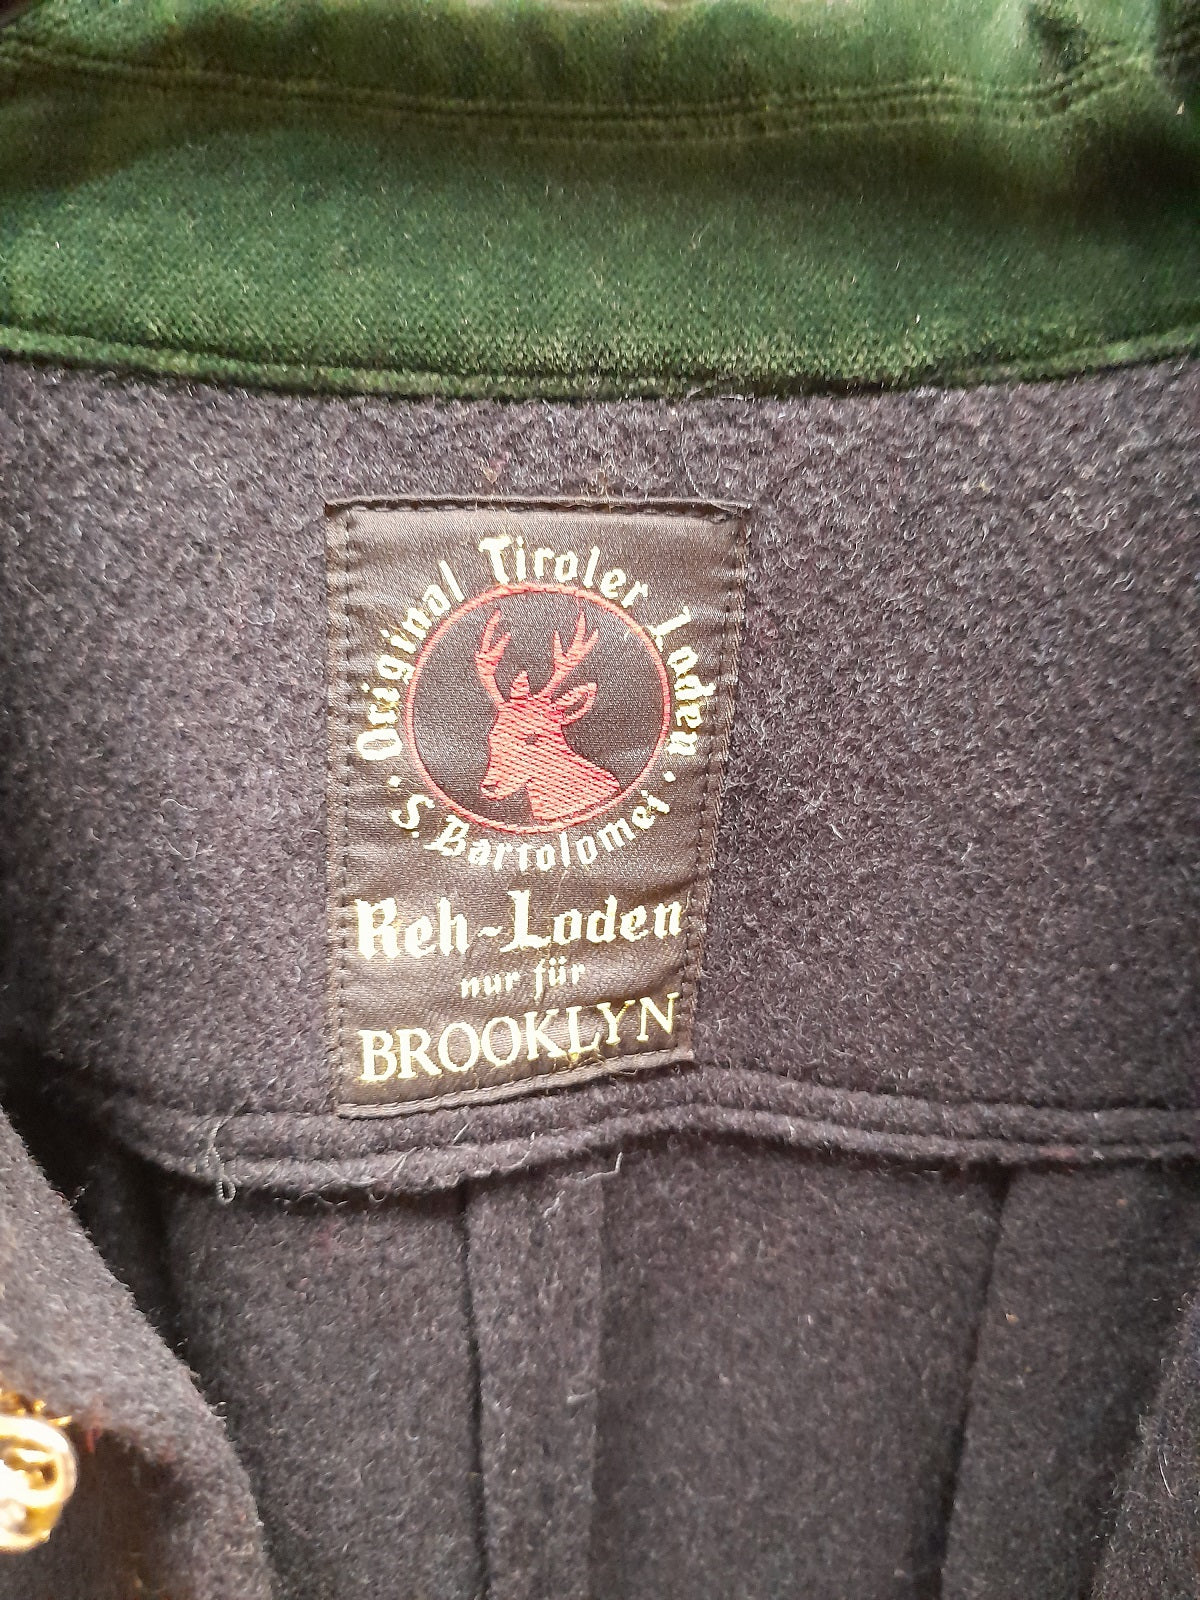 Original Tiroler Loden
· S. Bartolomei ·
Reh-Loden
nur für
BROOKLYN